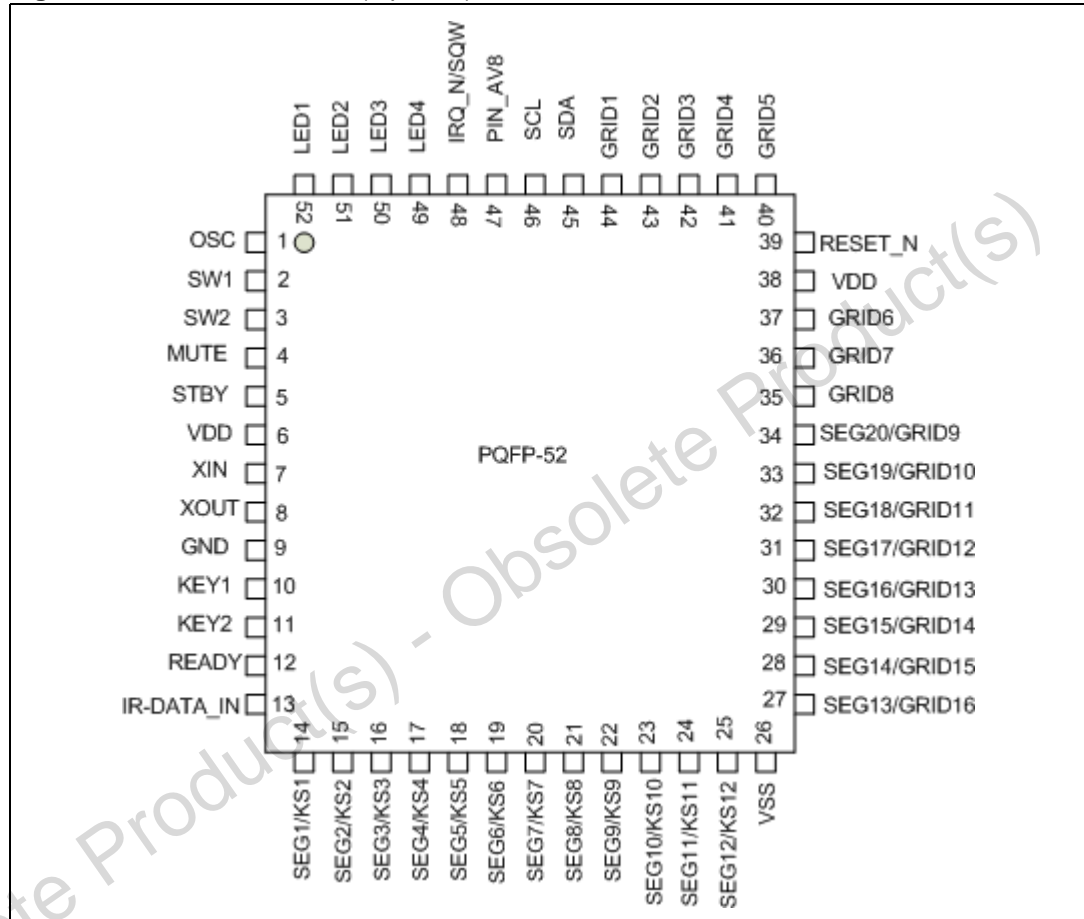 LED1
LED2
LED3
LED4
IRQ_N/SQW
PIN_AV8
SCL
SDA
GRID1
GRID2
GRID3
GRID4
GRID5
52
51
50
49
48
47
46
45
44
43
42
41
40
OSC 1
SW1 2
SW2 3
MUTE 4
STBY 5
VDD 6
XIN 7
XOUT 8
GND 9
KEY1 10
KEY2 11
READY 12
IR-DATA_IN 13
PQFP-52
39 RESET_N
38 VDD
37 GRID6
36 GRID7
35 GRID8
34 SEG20/GRID9
33 SEG19/GRID10
32 SEG18/GRID11
31 SEG17/GRID12
30 SEG16/GRID13
29 SEG15/GRID14
28 SEG14/GRID15
27 SEG13/GRID16
14
15
16
17
18
19
20
21
22
23
24
25
26
SEG1/KS1
SEG2/KS2
SEG3/KS3
SEG4/KS4
SEG5/KS5
SEG6/KS6
SEG7/KS7
SEG8/KS8
SEG9/KS9
SEG10/KS10
SEG11/KS11
SEG12/KS12
VSS
Product(s) - Obsolete Product(s)
Product(s)